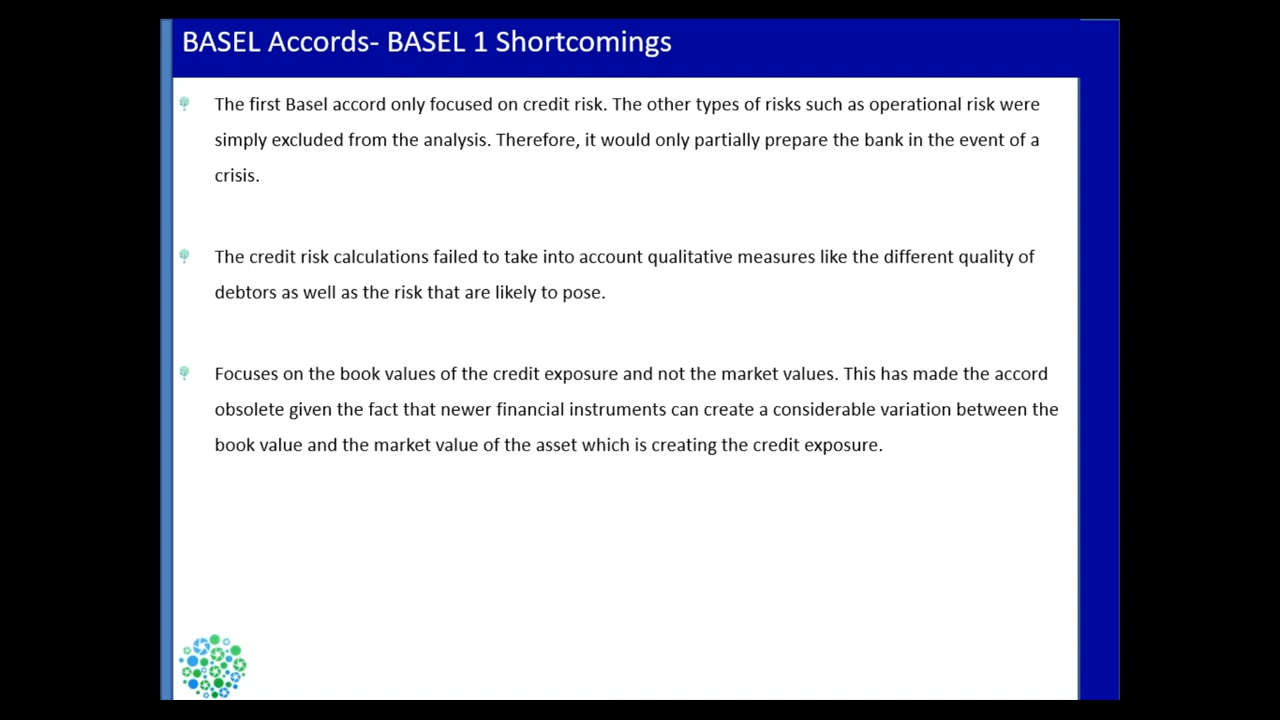 BASEL Accords- BASEL 1 Shortcomings
The first Basel accord only focused on credit risk. The other types of risks such as operational risk were
simply excluded from the analysis. Therefore, it would only partially prepare the bank in the event of a
crisis.
The credit risk calculations failed to take into account qualitative measures like the different quality of
debtors as well as the risk that are likely to pose.
Focuses on the book values of the credit exposure and not the market values. This has made the accord
obsolete given the fact that newer financial instruments can create a considerable variation between the
book value and the market value of the asset which is creating the credit exposure.